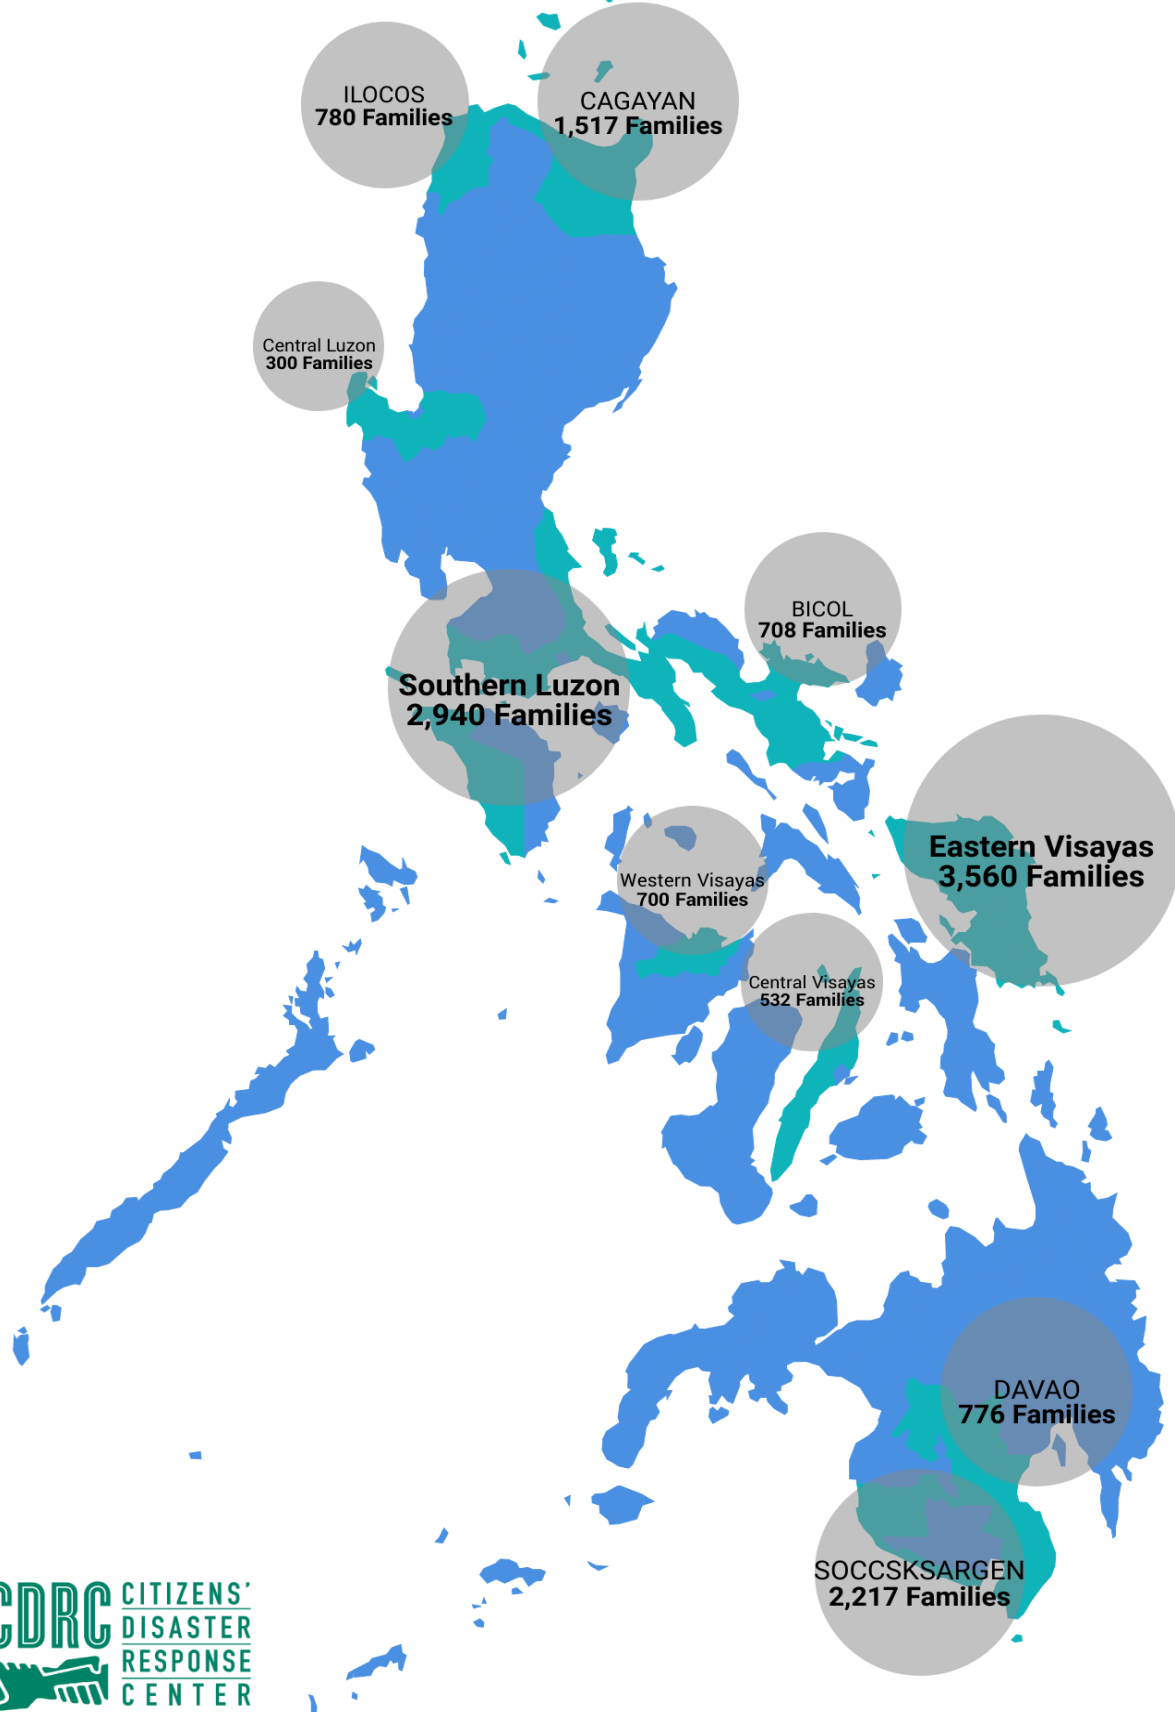 ILOCOS
780 Families
CAGAYAN
1,517 Families
Central Luzon
300 Families
BICOL
708 Families
Southern Luzon
2,940 Families
Eastern Visayas
3,560 Families
Western Visayas
700 Families
Central Visayas
532 Families
DAVAO
776 Families
SOCCSKSARGEN
2,217 Families
CDRC
CITIZENS’
DISASTER
RESPONSE
CENTER